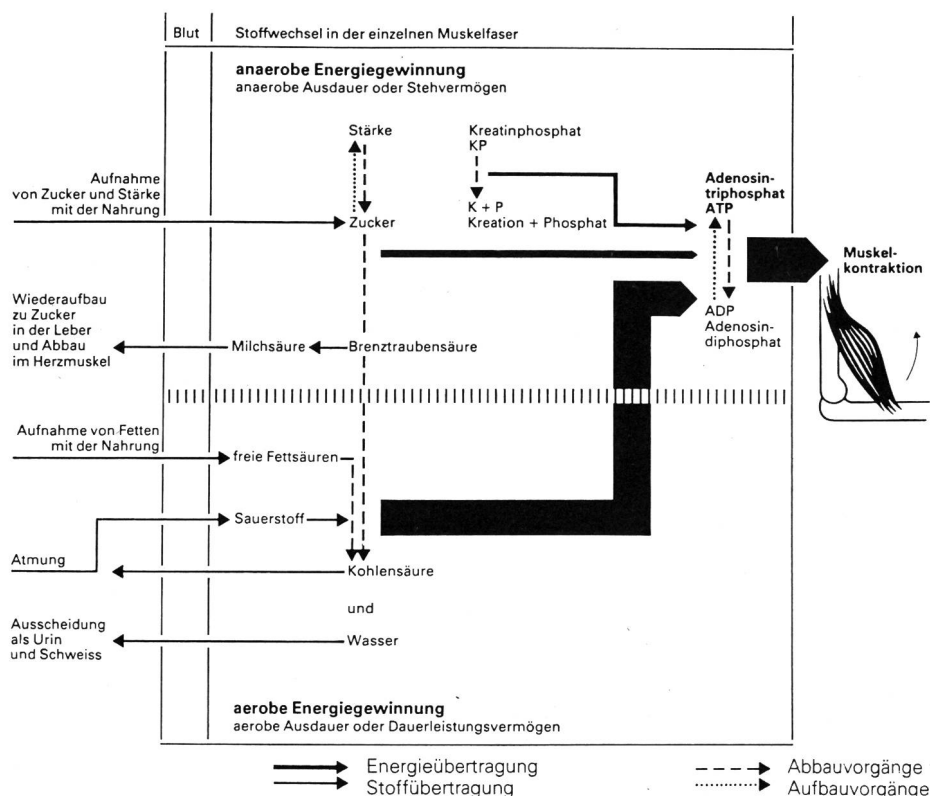 Blut
Stoffwechsel in der einzelnen Muskelfaser
anaerobe Energiegewinnung
anaerobe Ausdauer oder Stehvermögen
Stärke
Kreatinphosphat
KP
Aufnahme
von Zucker und Stärke
mit der Nahrung
Zucker
K + P
Kreation + Phosphat
Adenosin-
triphosphat
ATP
Muskel-
kontraktion
Wiederaufbau
zu Zucker
in der Leber
und Abbau
im Herzmuskel
Milchsäure
Brenztraubensäure
ADP
Adenosin-
diphosphat
Aufnahme von Fetten
mit der Nahrung
freie Fettsäuren
Sauerstoff
Atmung
Kohlensäure
und
Ausscheidung
als Urin
und Schweiss
Wasser
aerobe Energiegewinnung
aerobe Ausdauer oder Dauerleistungsvermögen
Energieübertragung
Stoffübertragung
Abbauvorgänge
Aufbauvorgänge